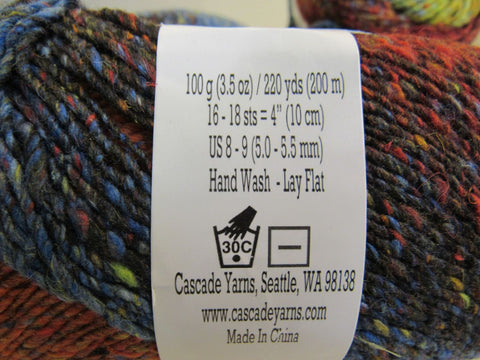 100 g (3.5 oz) / 220 yds (200 m)
16 - 18 sts = 4" (10 cm)
US 8 - 9 (5.0 - 5.5 mm)
Hand Wash - Lay Flat
30C
Cascade Yarns, Seattle, WA 98138
www.cascadeyarns.com
Made In China